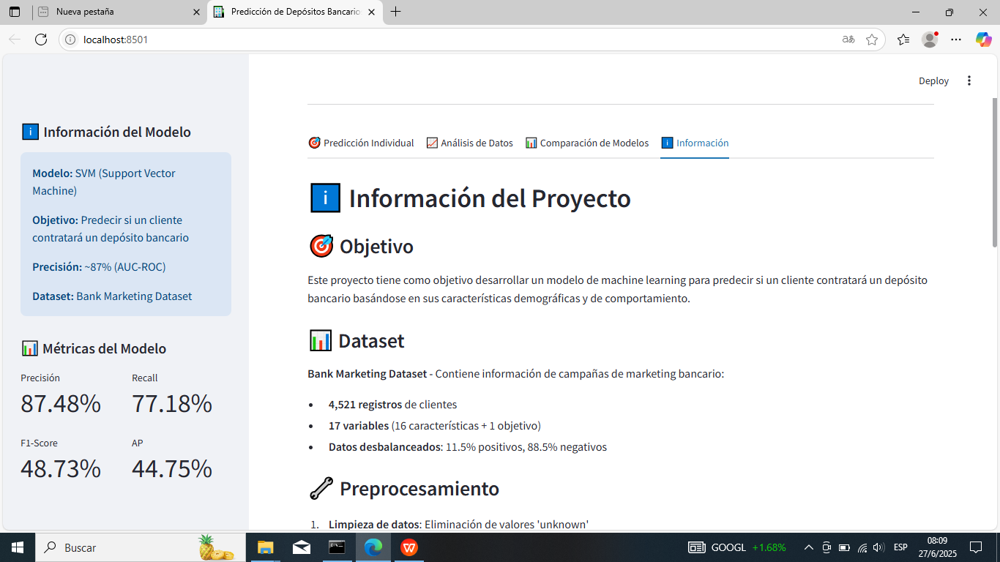 Nueva pestaña
Predicción de Depósitos Bancario
localhost:8501
Deploy
Información del Modelo
Modelo: SVM (Support Vector
Machine)
Objetivo: Predecir si un cliente
contratará un depósito bancario
Precisión: ~87% (AUC-ROC)
Dataset: Bank Marketing Dataset
Métricas del Modelo
Precisión
Recall
87.48%
77.18%
F1-Score
AP
48.73%
44.75%
Predicción Individual
Análisis de Datos
Comparación de Modelos
Información
Información del Proyecto
Objetivo
Este proyecto tiene como objetivo desarrollar un modelo de machine learning para predecir si un cliente contratará un depósito
bancario basándose en sus características demográficas y de comportamiento.
Dataset
Bank Marketing Dataset - Contiene información de campañas de marketing bancario:
• 4,521 registros de clientes
• 17 variables (16 características + 1 objetivo)
• Datos desbalanceados: 11.5% positivos, 88.5% negativos
Preprocesamiento
1. Limpieza de datos: Eliminación de valores 'unknown'
Buscar
GOOGL +1.68%
ESP
08:09
27/6/2025